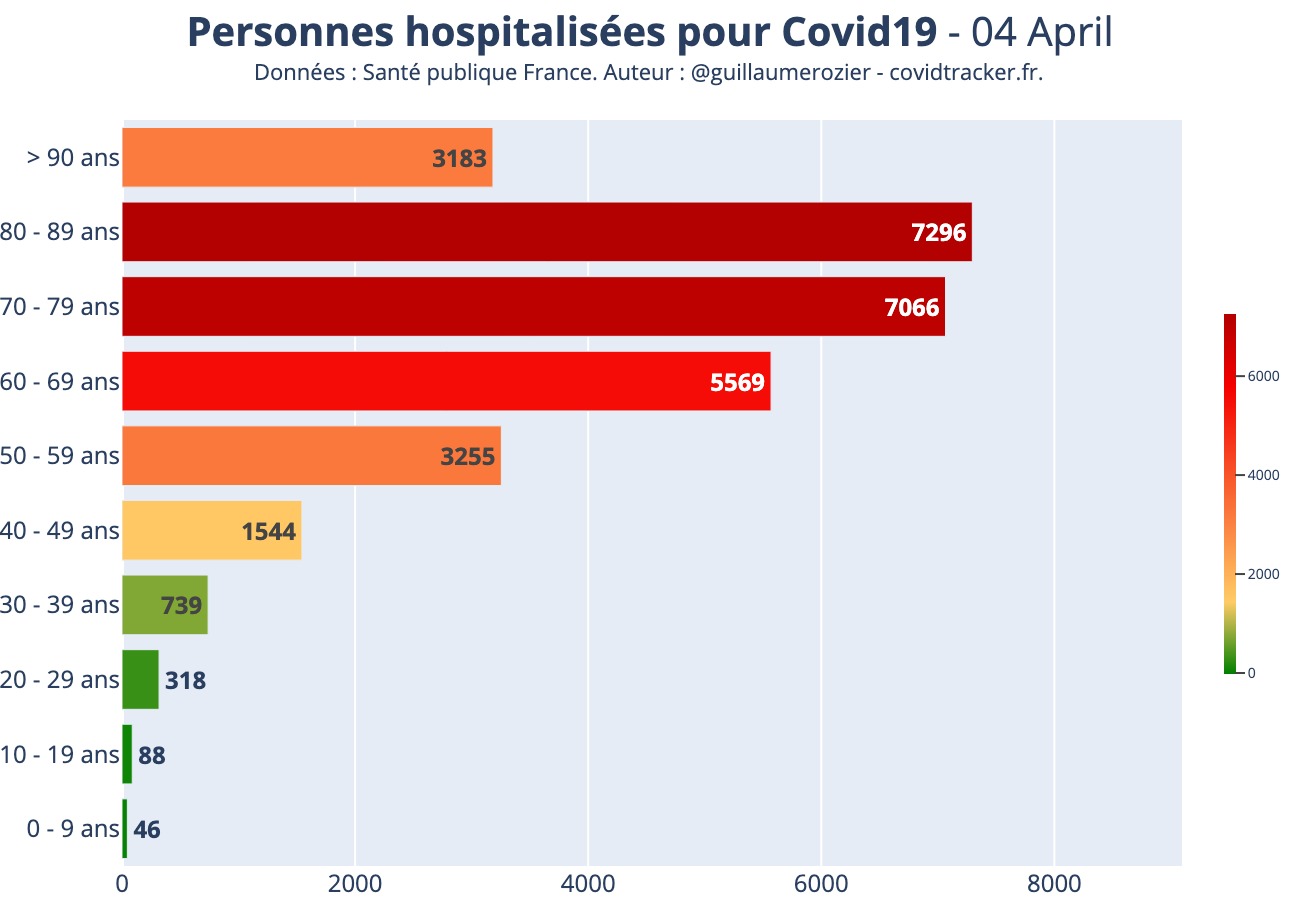 Personnes hospitalisées pour Covid19 - 04 April
Données : Santé publique France. Auteur : @guillaumerozier - covidtracker.fr.
> 90 ans 3183
80 - 89 ans 7296
70 - 79 ans 7066
60 - 69 ans 5569
50 - 59 ans 3255
40 - 49 ans 1544
30 - 39 ans 739
20 - 29 ans 318
10 - 19 ans 88
0 - 9 ans 46
0 2000 4000 6000 8000
6000
4000
2000
0